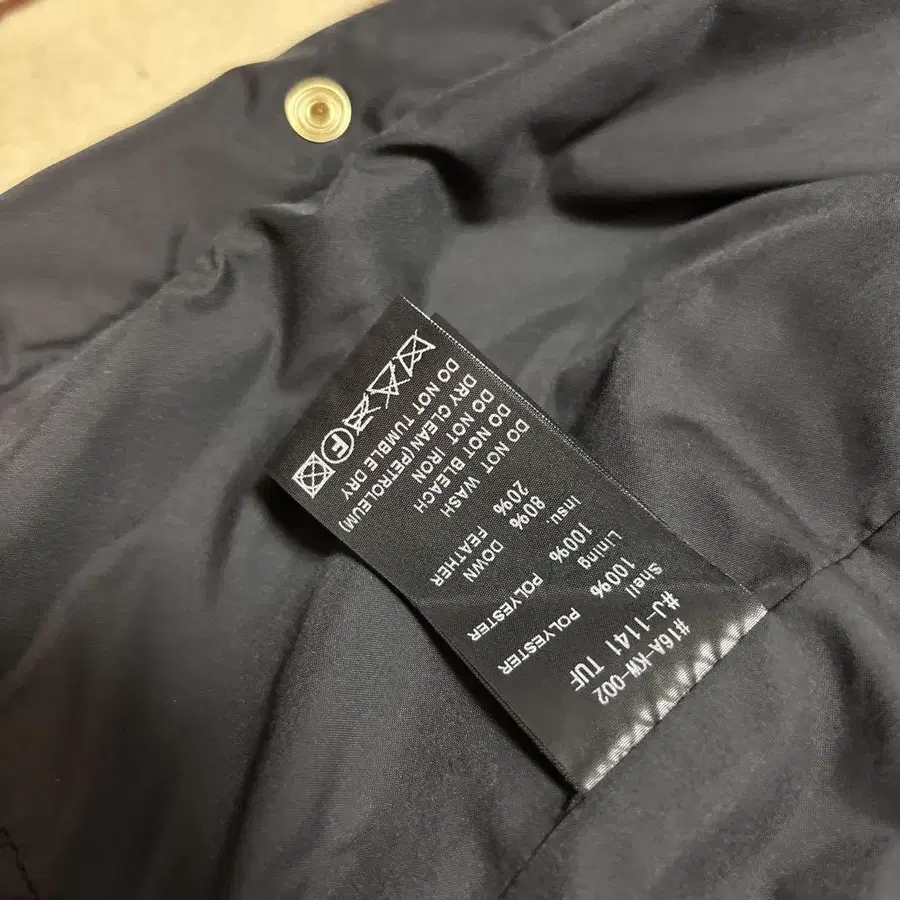 #16A-KW-002
#J-1141 TUF
Shell
100% POLYESTER
Lining
100% POLYESTER
insu.
80% DOWN
20% FEATHER
DO NOT WASH
DO NOT BLEACH
DO NOT IRON
DRY CLEAN(PETROLEUM)
DO NOT TUMBLE DRY
F